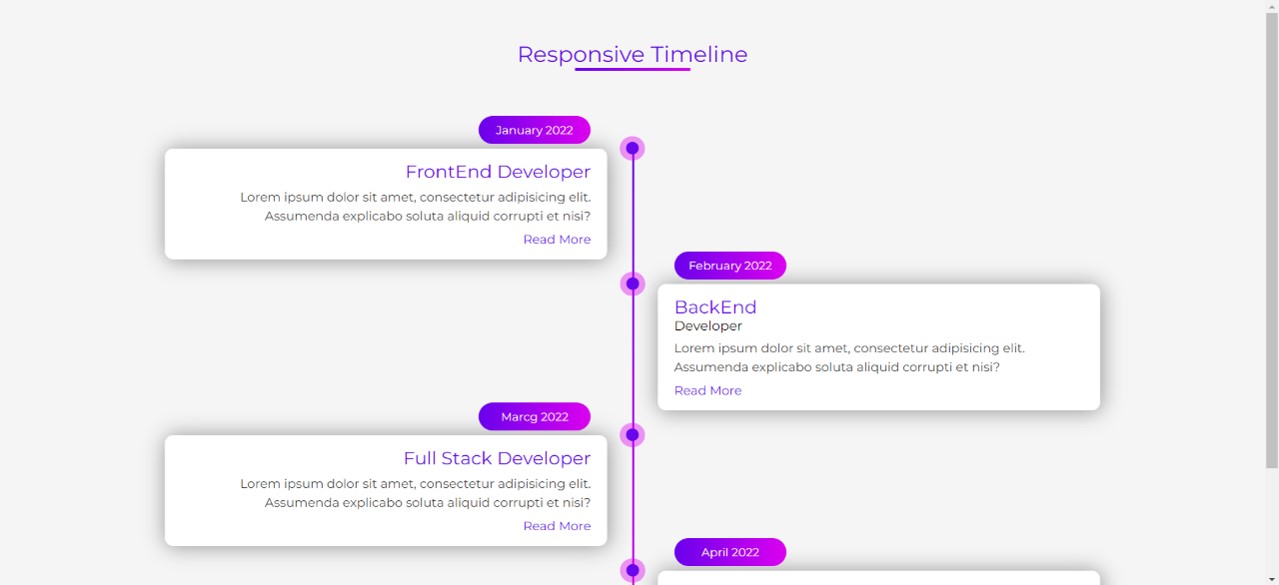 Responsive Timeline
January 2022
FrontEnd Developer
Lorem ipsum dolor sit amet, consectetur adipisicing elit.
Assumenda explicabo soluta aliquid corrupti et nisi?
Read More
February 2022
BackEnd
Developer
Lorem ipsum dolor sit amet, consectetur adipisicing elit.
Assumenda explicabo soluta aliquid corrupti et nisi?
Read More
Marcg 2022
Full Stack Developer
Lorem ipsum dolor sit amet, consectetur adipisicing elit.
Assumenda explicabo soluta aliquid corrupti et nisi?
Read More
April 2022